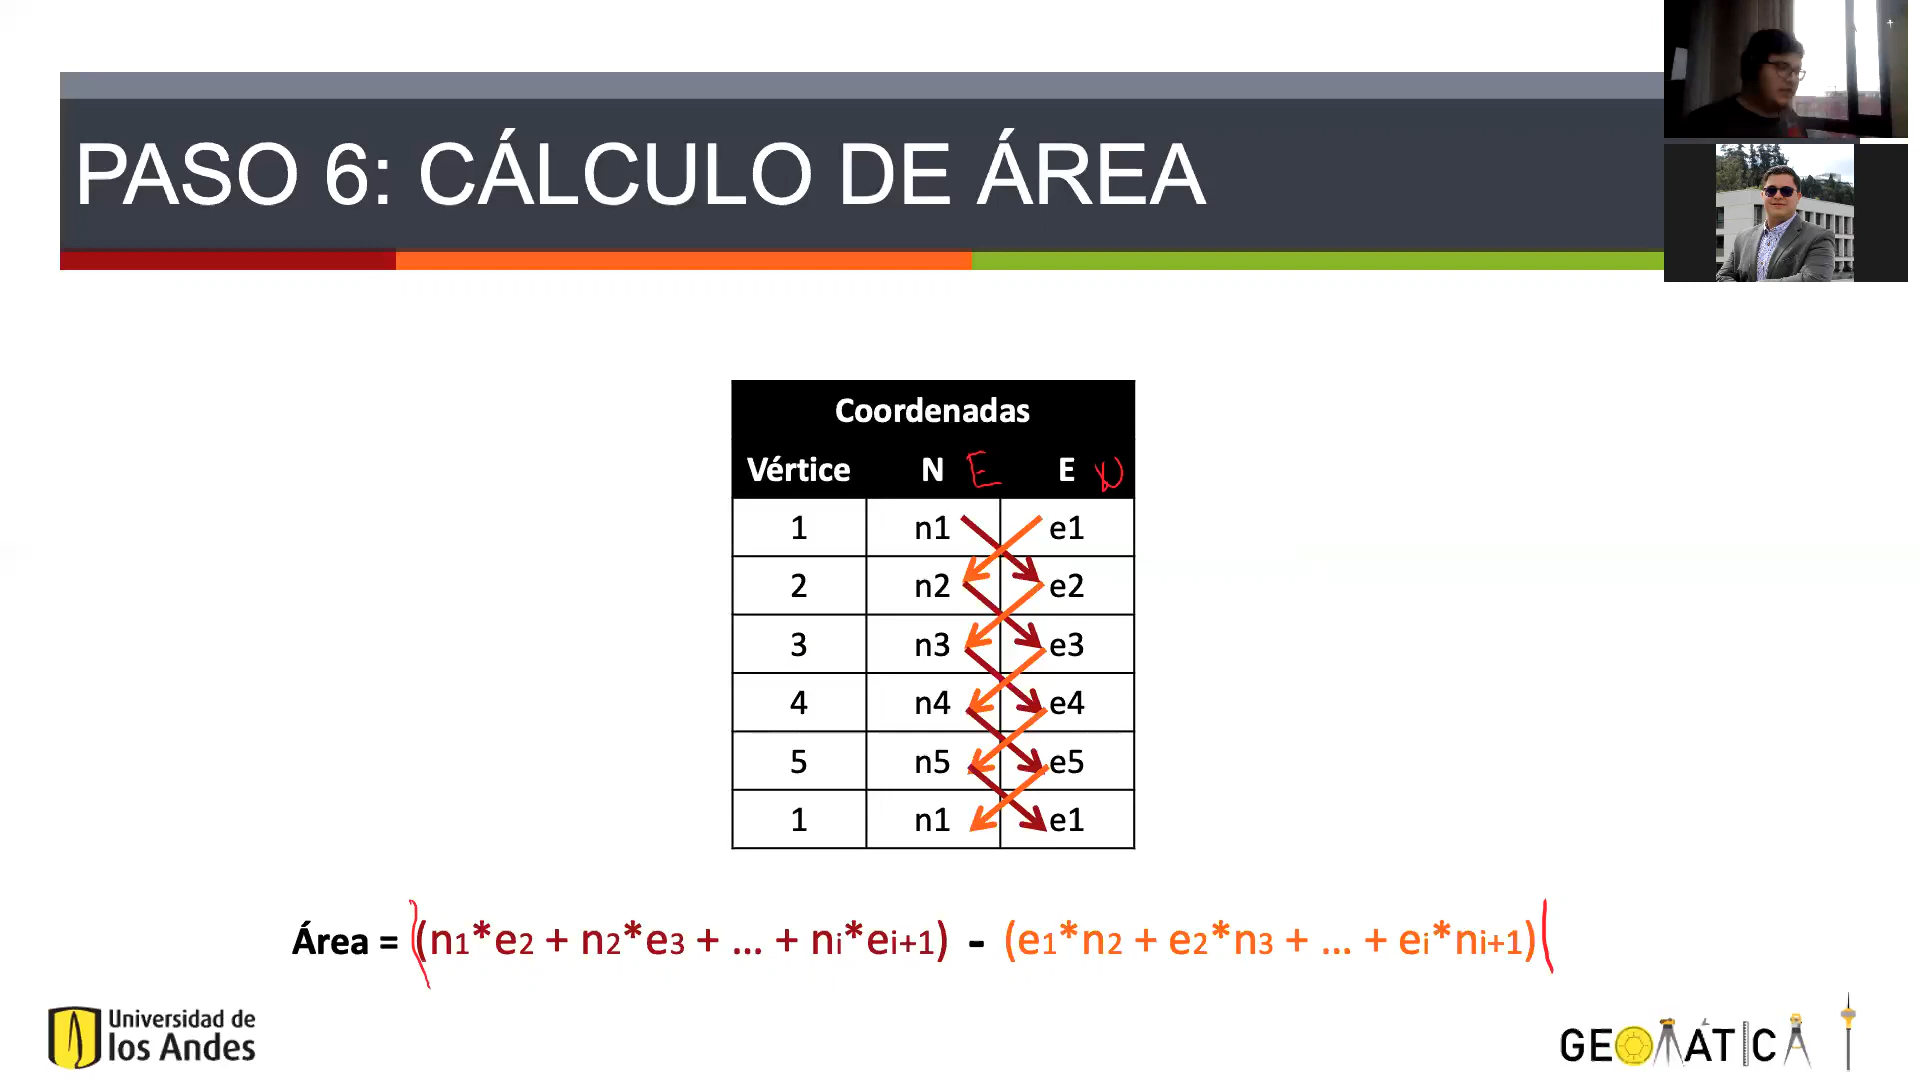 PASO 6: CÁLCULO DE ÁREA
Coordenadas
Vértice N E E N
1 n1 e1
2 n2 e2
3 n3 e3
4 n4 e4
5 n5 e5
1 n1 e1
Área = (n1*e2 + n2*e3 + ... + ni*ei+1) - (e1*n2 + e2*n3 + ... + ei*ni+1)
Universidad de
los Andes
GEOMÁTICA